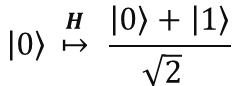 |0⟩ H↦ (|0⟩ + |1⟩)/√2